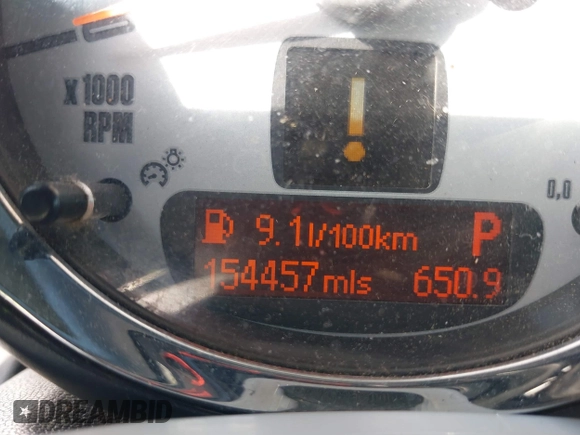 x 1000
RPM
!
0,0
9.1l/100km P
154457mls 650.9
DREAMBID